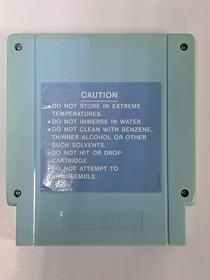 CAUTION
•DO NOT STORE IN EXTREME
TEMPERATURES.
•DO NOT IMMERSE IN WATER.
•DO NOT CLEAN WITH BENZENE,
THINNER ALCOHOL OR OTHER
SUCH SOLVENTS.
•DO NOT HIT OR DROP
CARTRIDGE.
•DO NOT ATTEMPT TO